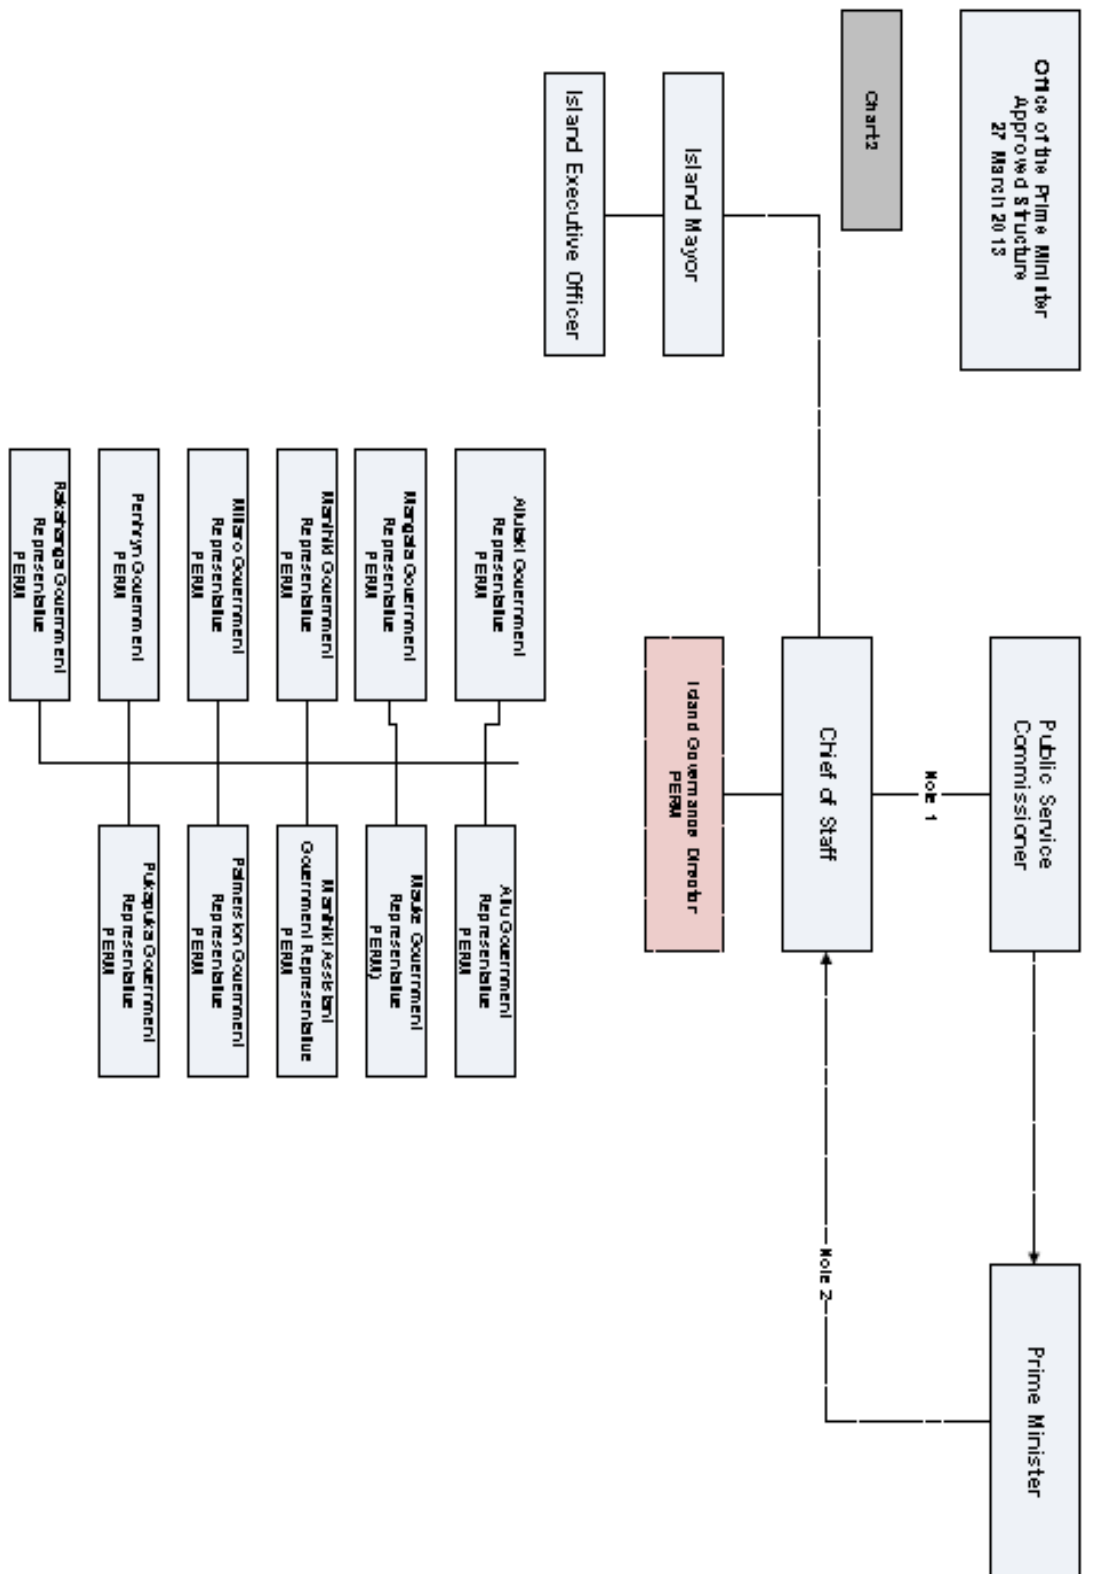 Office of the Prime Minister
Approved Structure
27 March 2013
Chart2
Public Service
Commissioner
Prime Minister
Note 1
Chief of Staff
Note 2
Island Mayor
Island Governance Director
PERM
Island Executive Officer
Aitutaki Government
Representative
PERM
Atiu Government
Representative
PERM
Mangaia Government
Representative
PERM
Mauke Government
Representative
PERM)
Manihiki Government
Representative
PERM
Manihiki Assistant
Government Representative
PERM
Mitiaro Government
Representative
PERM
Palmerston Government
Representative
PERM
Penrhyn Government
PERM
Pukapuka Government
Representative
PERM
Rakahanga Government
Representative
PERM